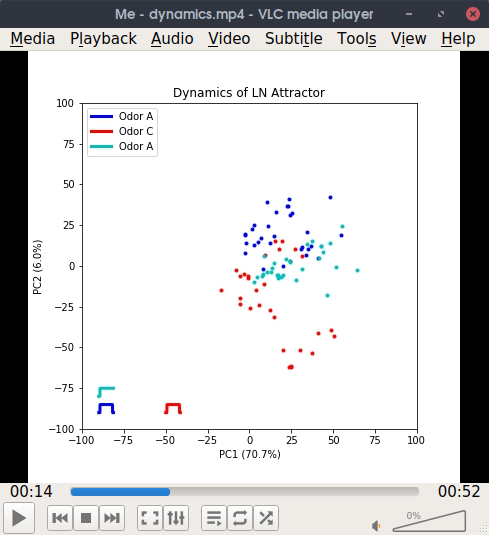 Me - dynamics.mp4 - VLC media player
Media Playback Audio Video Subtitle Tools View Help
Dynamics of LN Attractor
100
Odor A
Odor C
Odor A
75
50
25
0
−25
−50
−75
−100
PC2 (6.0%)
−100 −75 −50 −25 0 25 50 75 100
PC1 (70.7%)
00:14 00:52
0%